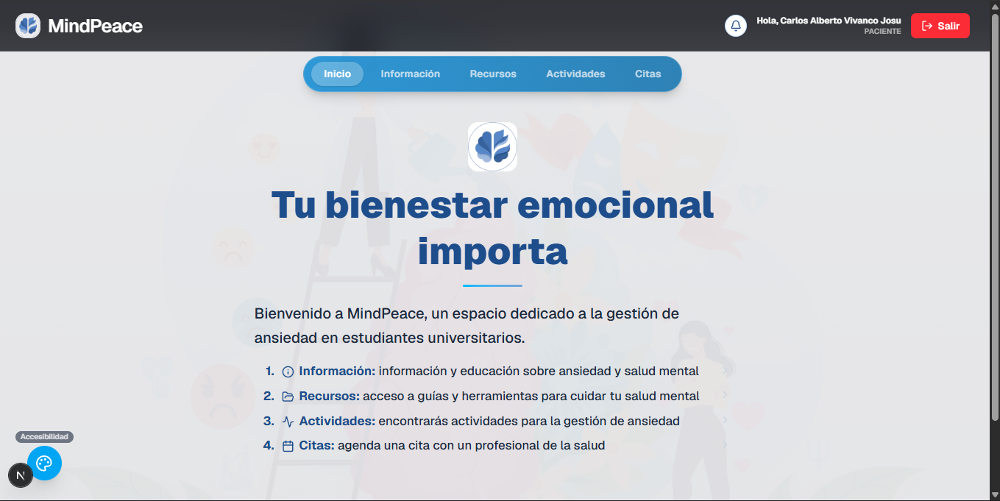 MindPeace
Hola, Carlos Alberto Vivanco Josu
PACIENTE
Salir
Inicio
Información
Recursos
Actividades
Citas
Tu bienestar emocional
importa
Bienvenido a MindPeace, un espacio dedicado a la gestión de
ansiedad en estudiantes universitarios.
1. Información: información y educación sobre ansiedad y salud mental
2. Recursos: acceso a guías y herramientas para cuidar tu salud mental
3. Actividades: encontrarás actividades para la gestión de ansiedad
4. Citas: agenda una cita con un profesional de la salud
Accesibilidad
N